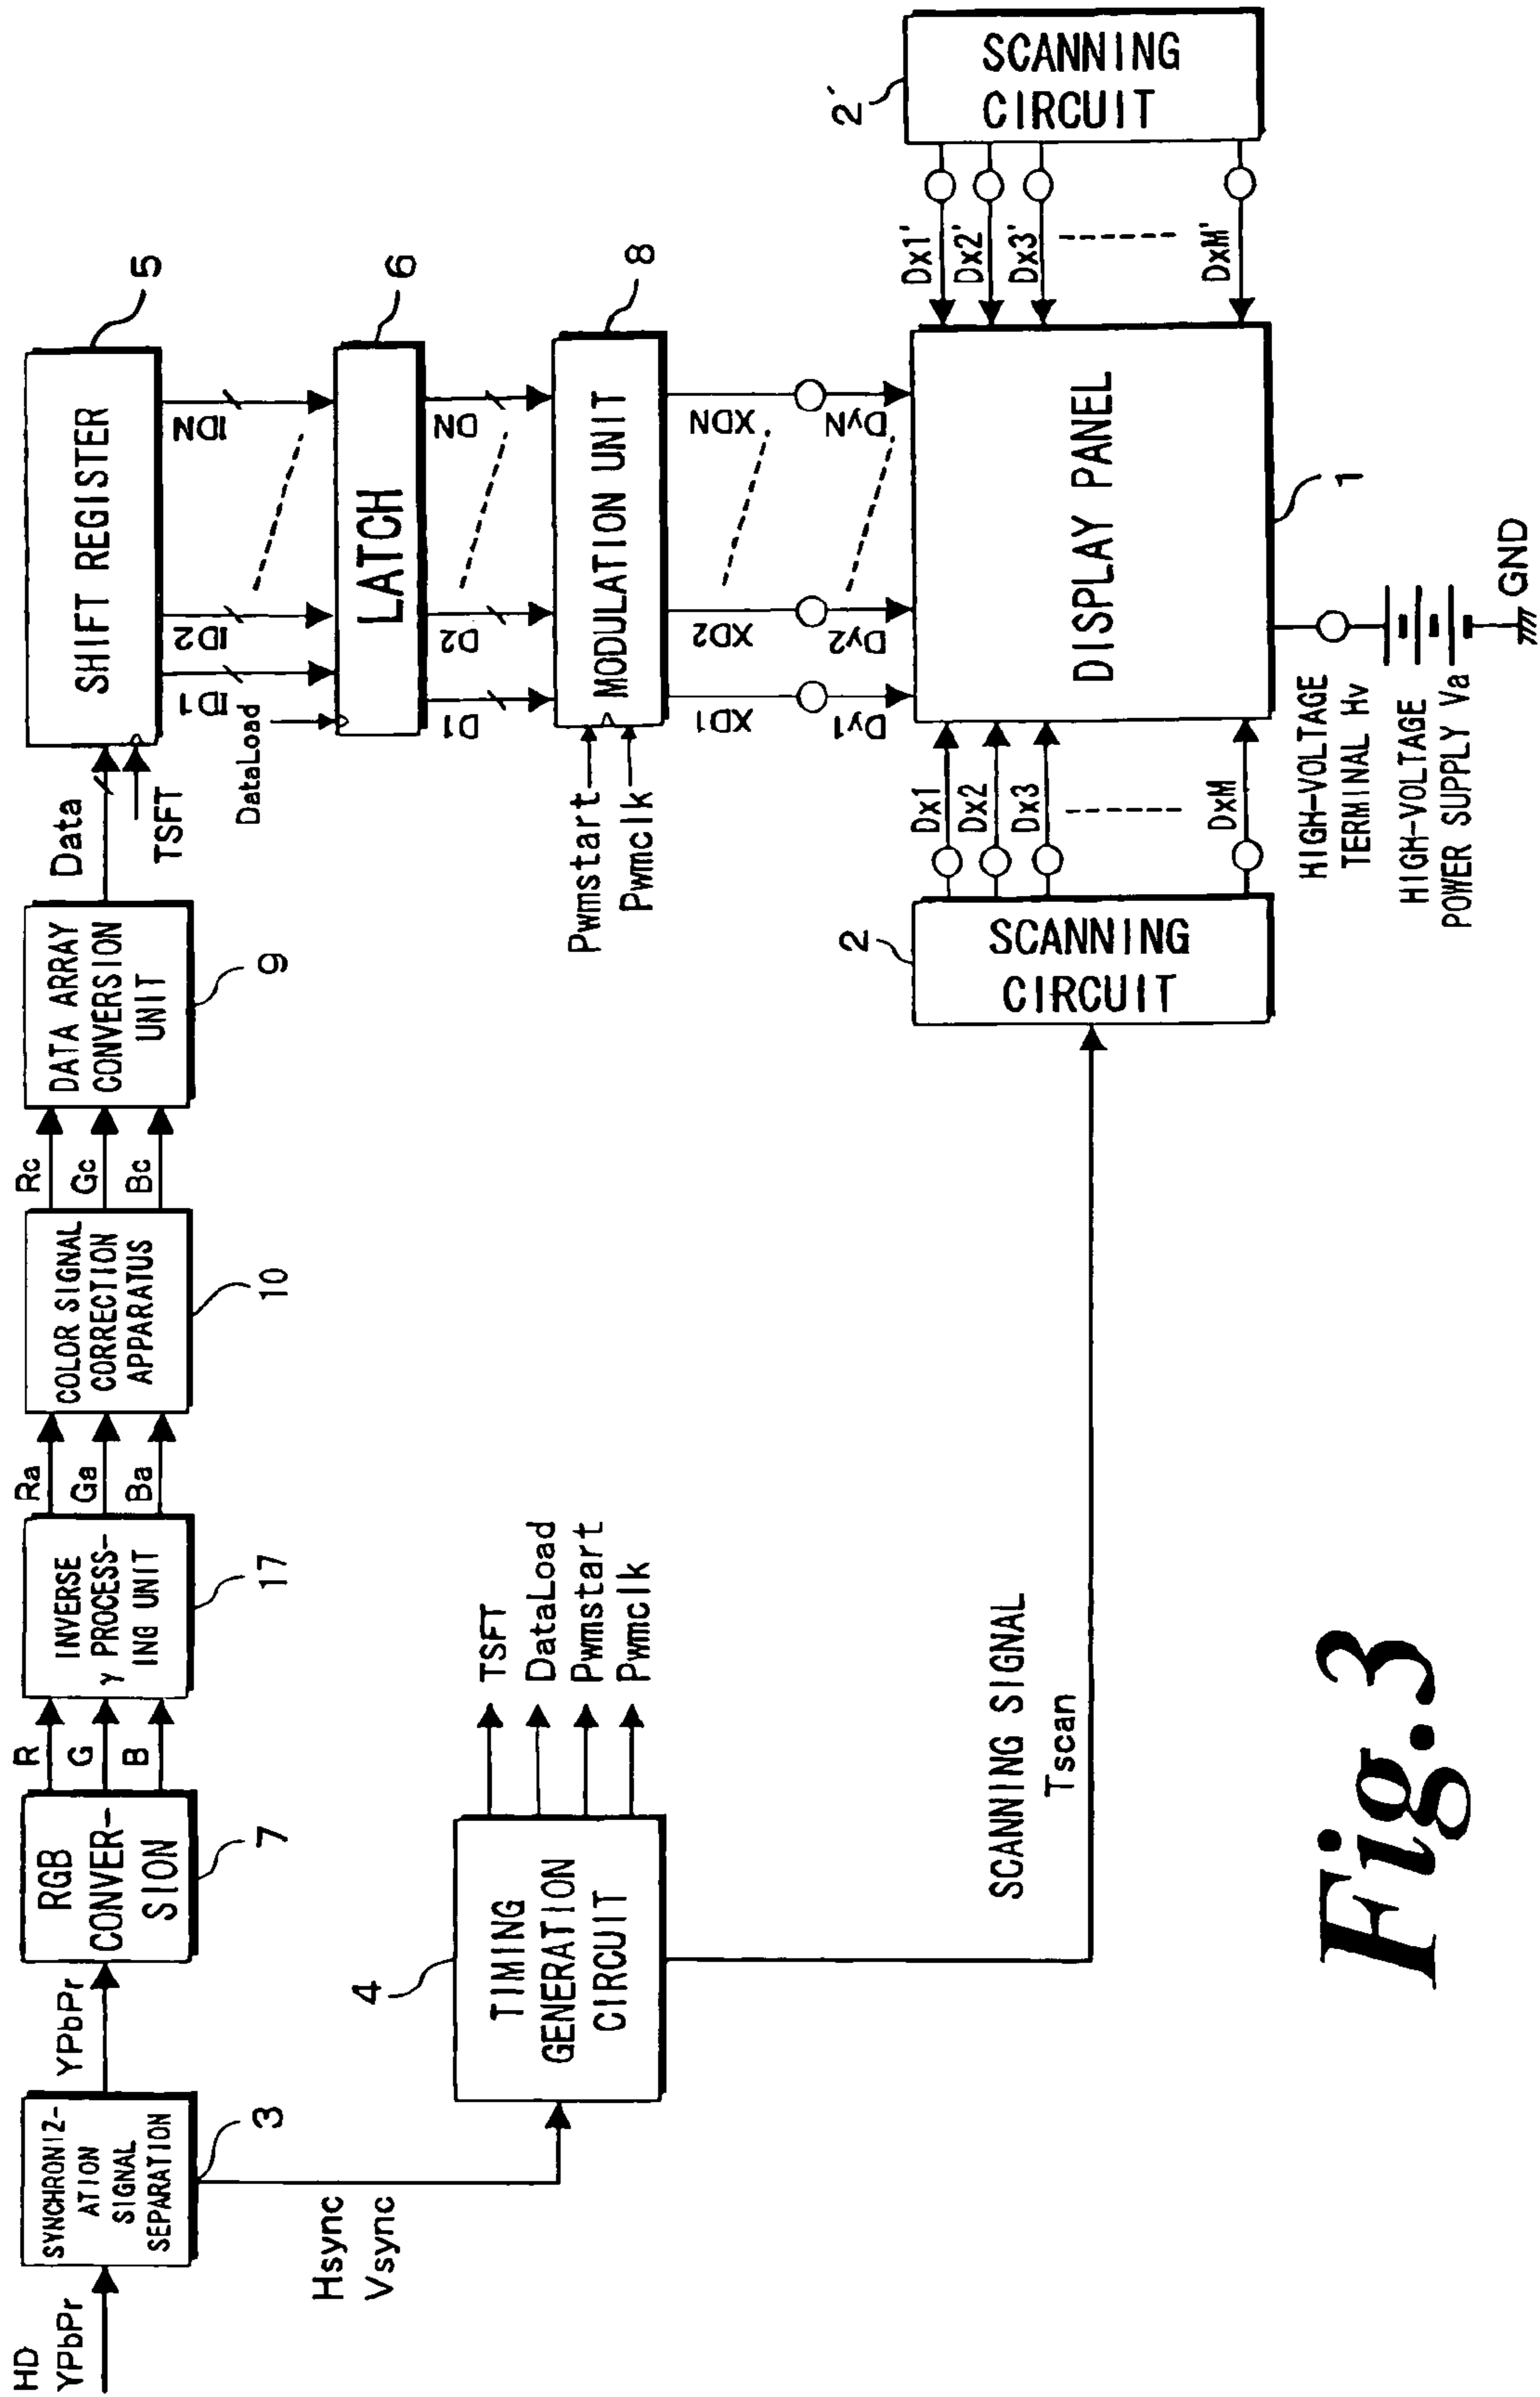 HD
YPbPr
SYNCHRONIZ-
ATION
SIGNAL
SEPARATION
3
YPbPr
RGB
CONVER-
SION
7
R
G
B
INVERSE
γ PROCESS-
ING UNIT
17
Ra
Ga
Ba
COLOR SIGNAL
CORRECTION
APPARATUS
10
Rc
Gc
Bc
DATA ARRAY
CONVERSION
UNIT
9
Data
TSFT
SHIFT REGISTER
5
ID1
ID2
IDN
DataLoad
LATCH
6
D1
D2
DN
Pwmstart
Pwmclk
MODULATION UNIT
8
XD1
XD2
XDN
Dy1
Dy2
DyN
Hsync
Vsync
4
TIMING
GENERATION
CIRCUIT
TSFT
DataLoad
Pwmstart
Pwmclk
SCANNING SIGNAL
Tscan
2
SCANNING
CIRCUIT
Dx1
Dx2
Dx3
DxM
DISPLAY PANEL
1
Dx1'
Dx2'
Dx3'
DxM'
2'
SCANNING
CIRCUIT
HIGH-VOLTAGE
TERMINAL Hv
HIGH-VOLTAGE
POWER SUPPLY Va
GND
Fig.3